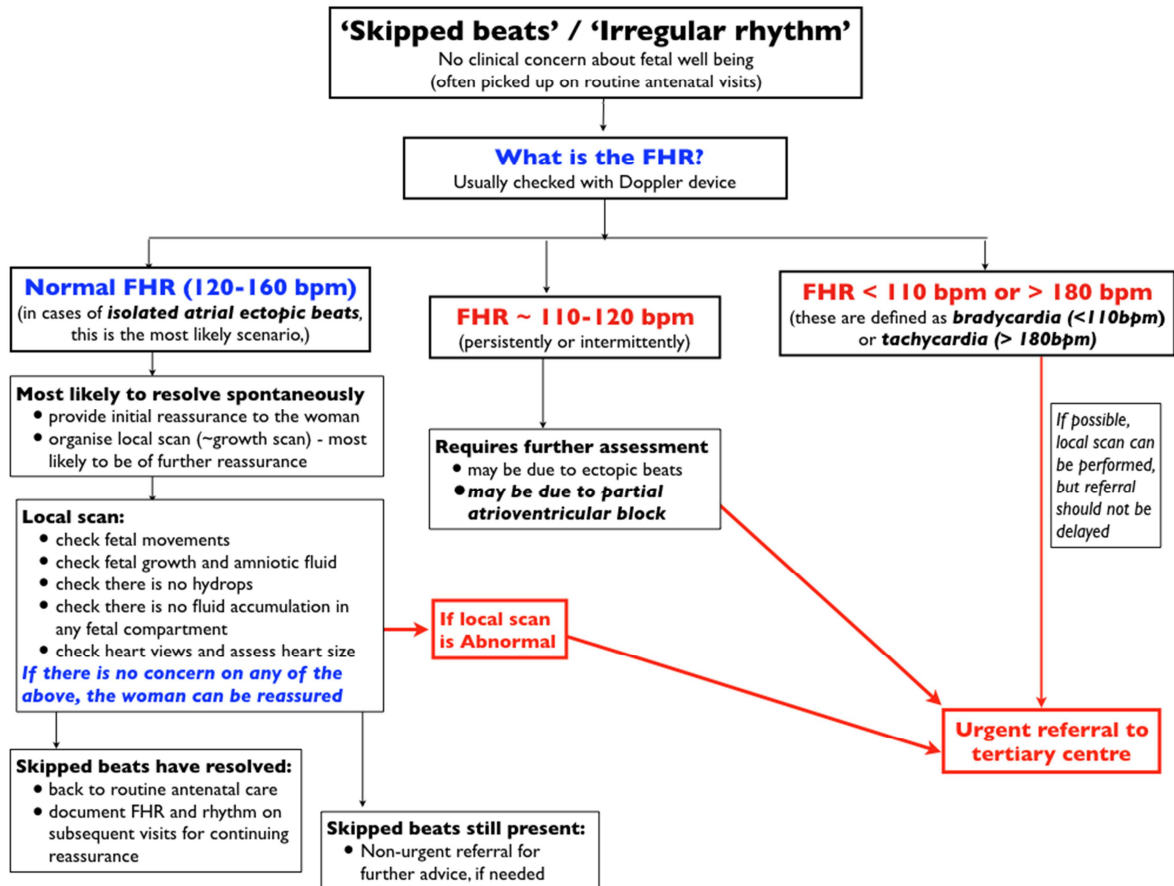 ‘Skipped beats’ / ‘Irregular rhythm’
No clinical concern about fetal well being
(often picked up on routine antenatal visits)
What is the FHR?
Usually checked with Doppler device
Normal FHR (120-160 bpm)
(in cases of isolated atrial ectopic beats,
this is the most likely scenario,)
Most likely to resolve spontaneously
• provide initial reassurance to the woman
• organise local scan (~growth scan) - most
likely to be of further reassurance
Local scan:
• check fetal movements
• check fetal growth and amniotic fluid
• check there is no hydrops
• check there is no fluid accumulation in
any fetal compartment
• check heart views and assess heart size
If there is no concern on any of the
above, the woman can be reassured
Skipped beats have resolved:
• back to routine antenatal care
• document FHR and rhythm on
subsequent visits for continuing
reassurance
Skipped beats still present:
• Non-urgent referral for
further advice, if needed
If local scan
is Abnormal
FHR ~ 110-120 bpm
(persistently or intermittently)
Requires further assessment
• may be due to ectopic beats
• may be due to partial
atrioventricular block
FHR < 110 bpm or > 180 bpm
(these are defined as bradycardia (<110bpm)
or tachycardia (> 180bpm)
If possible,
local scan can
be performed,
but referral
should not be
delayed
Urgent referral to
tertiary centre